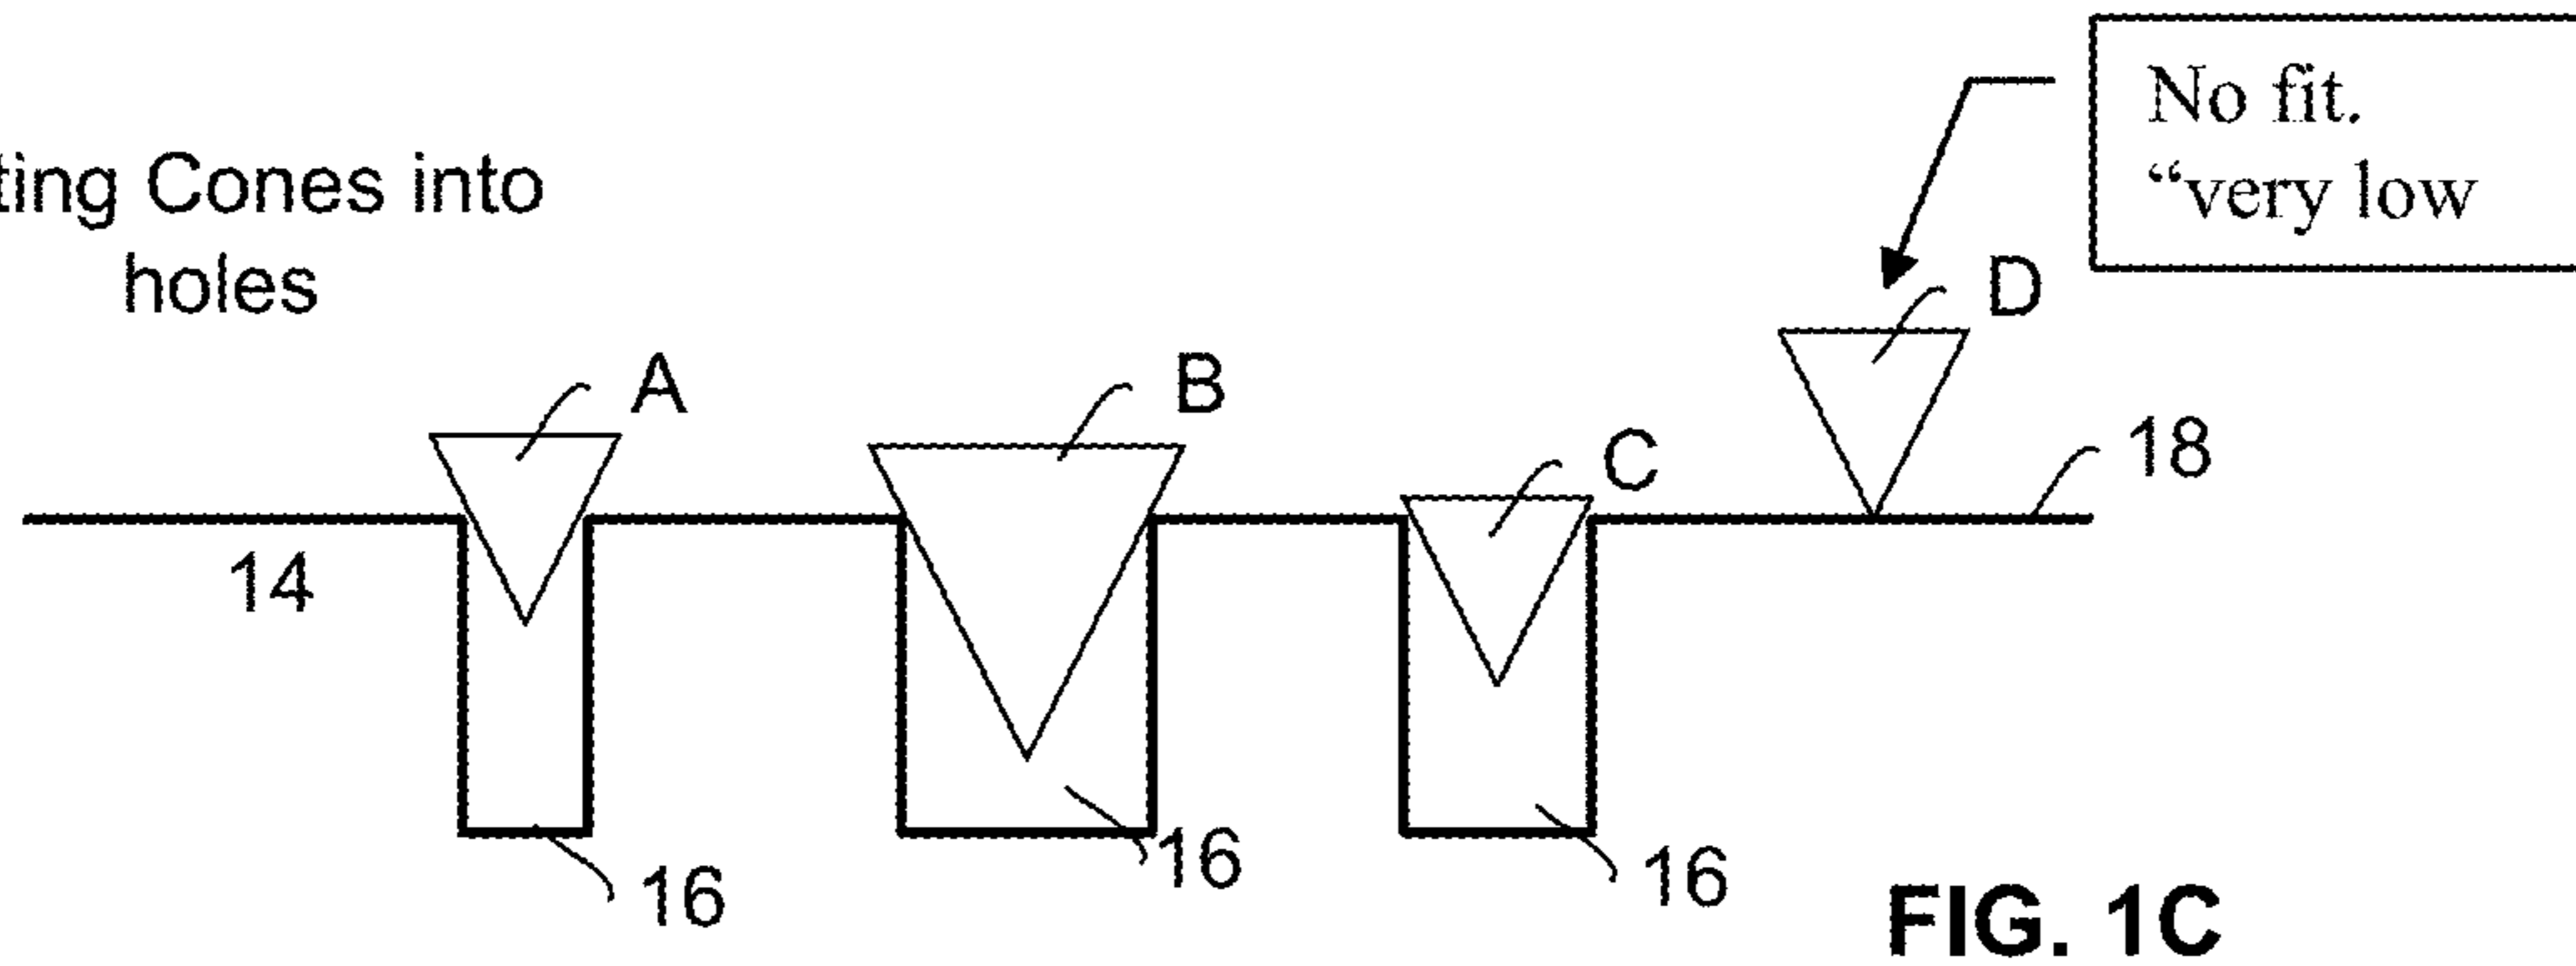 ting Cones into
holes
No fit.
“very low
A
B
C
D
18
14
16
16
16
FIG. 1C